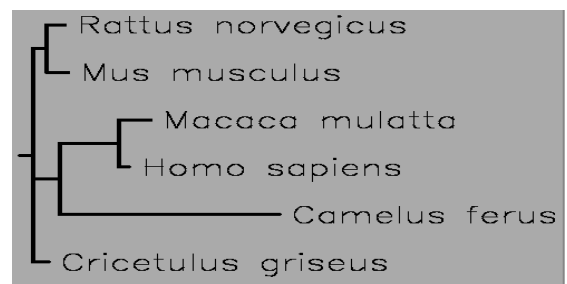 Rattus norvegicus
Mus musculus
Macaca mulatta
Homo sapiens
Camelus ferus
Cricetulus griseus